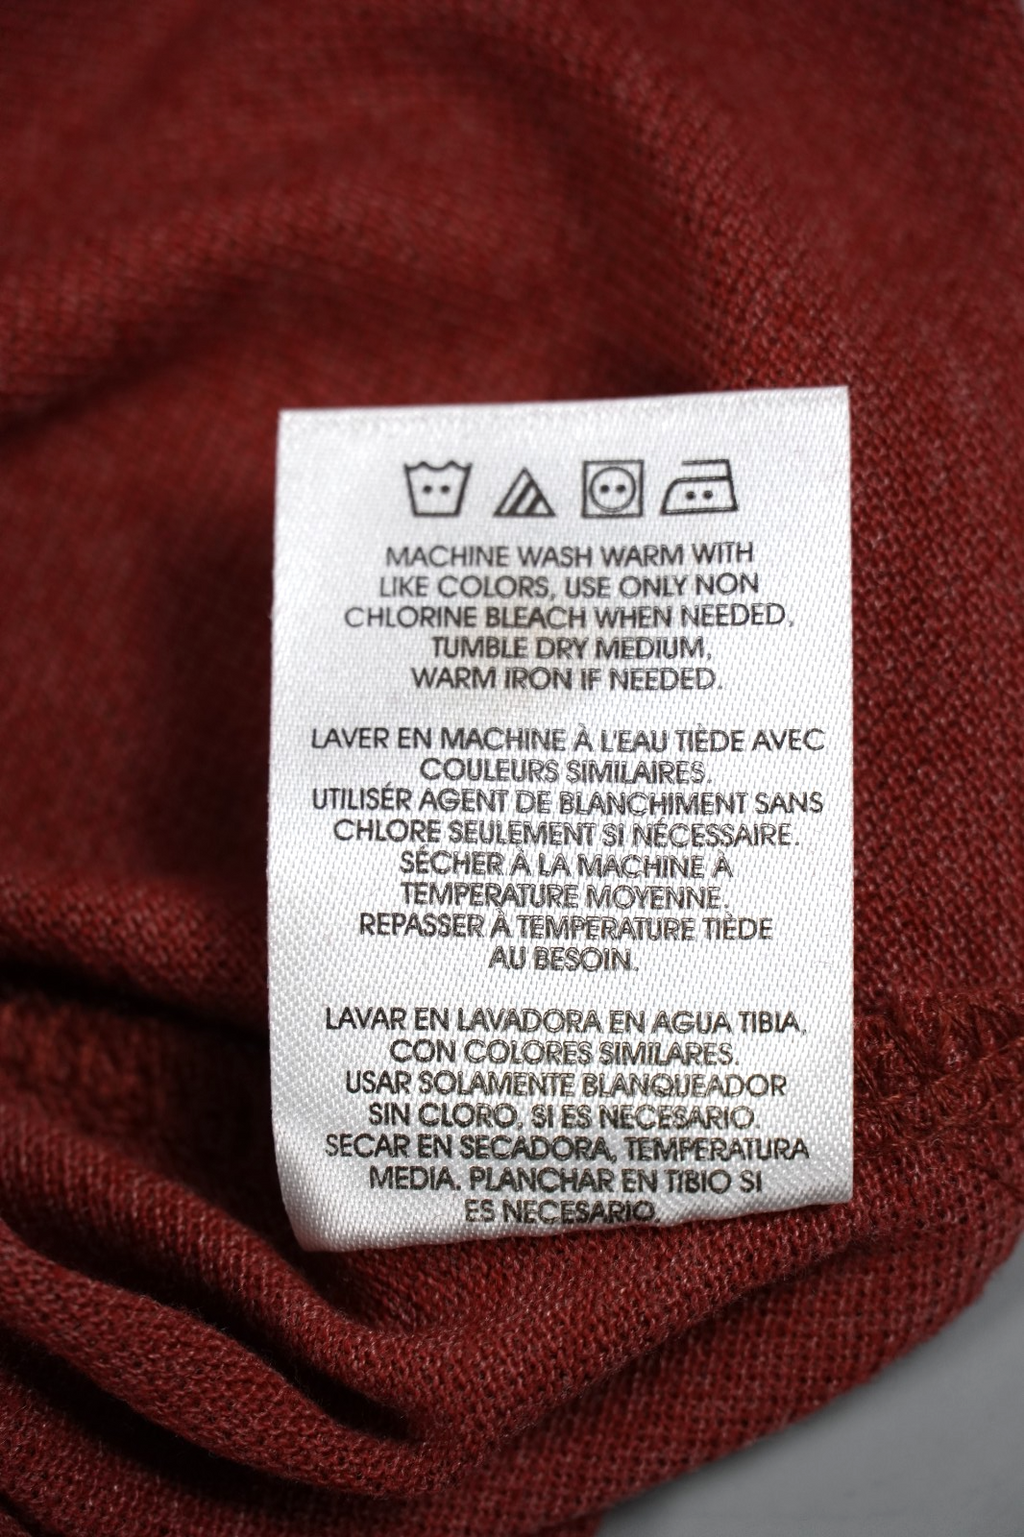 MACHINE WASH WARM WITH
LIKE COLORS, USE ONLY NON
CHLORINE BLEACH WHEN NEEDED,
TUMBLE DRY MEDIUM,
WARM IRON IF NEEDED.
LAVER EN MACHINE À L'EAU TIÈDE AVEC
COULEURS SIMILAIRES.
UTILISÉR AGENT DE BLANCHIMENT SANS
CHLORE SEULEMENT SI NÉCESSAIRE.
SÉCHER À LA MACHINE À
TEMPERATURE MOYENNE.
REPASSER À TEMPERATURE TIÈDE
AU BESOIN.
LAVAR EN LAVADORA EN AGUA TIBIA,
CON COLORES SIMILARES.
USAR SOLAMENTE BLANQUEADOR
SIN CLORO, SI ES NECESARIO.
SECAR EN SECADORA, TEMPERATURA
MEDIA. PLANCHAR EN TIBIO SI
ES NECESARIO.